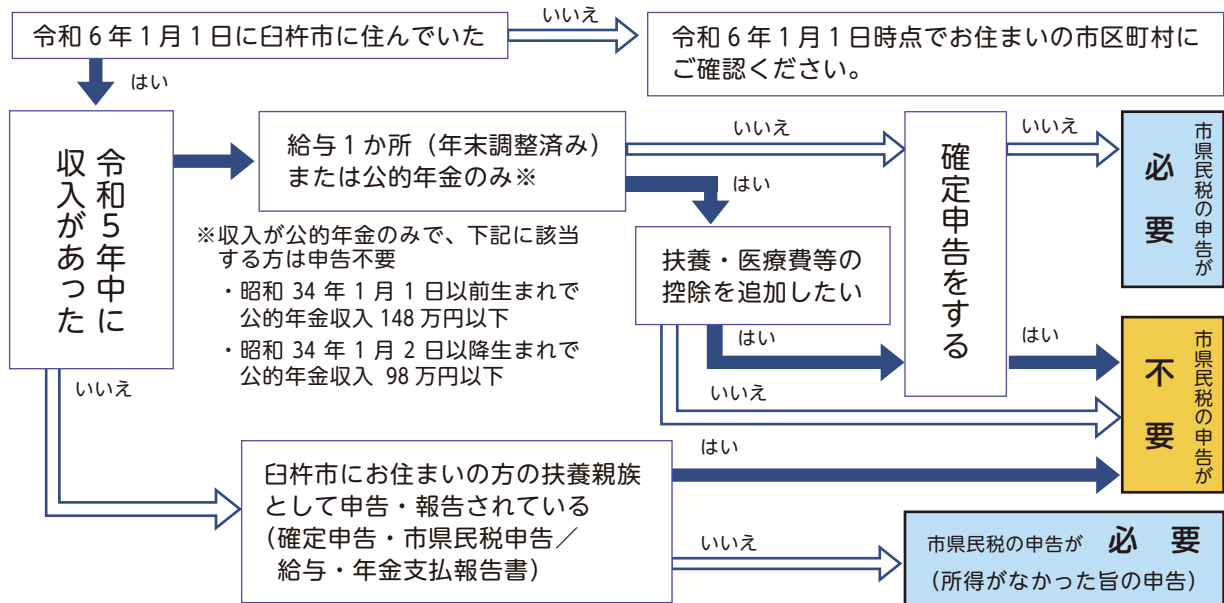 令和6年1月1日に臼杵市に住んでいた
いいえ
令和6年1月1日時点でお住まいの市区町村に
ご確認ください。
はい
令和5年中に
収入があった
給与1か所（年末調整済み）
または公的年金のみ※
いいえ
はい
※収入が公的年金のみで、下記に該当
する方は申告不要
・昭和 34 年 1 月 1 日以前生まれで
公的年金収入 148 万円以下
・昭和 34 年 1 月 2 日以降生まれで
公的年金収入 98 万円以下
扶養・医療費等の
控除を追加したい
はい
いいえ
確定申告をする
いいえ
はい
市県民税の申告が
必要
市県民税の申告が
不要
いいえ
臼杵市にお住まいの方の扶養親族
として申告・報告されている
（確定申告・市県民税申告／
給与・年金支払報告書）
はい
いいえ
市県民税の申告が 必 要
（所得がなかった旨の申告）